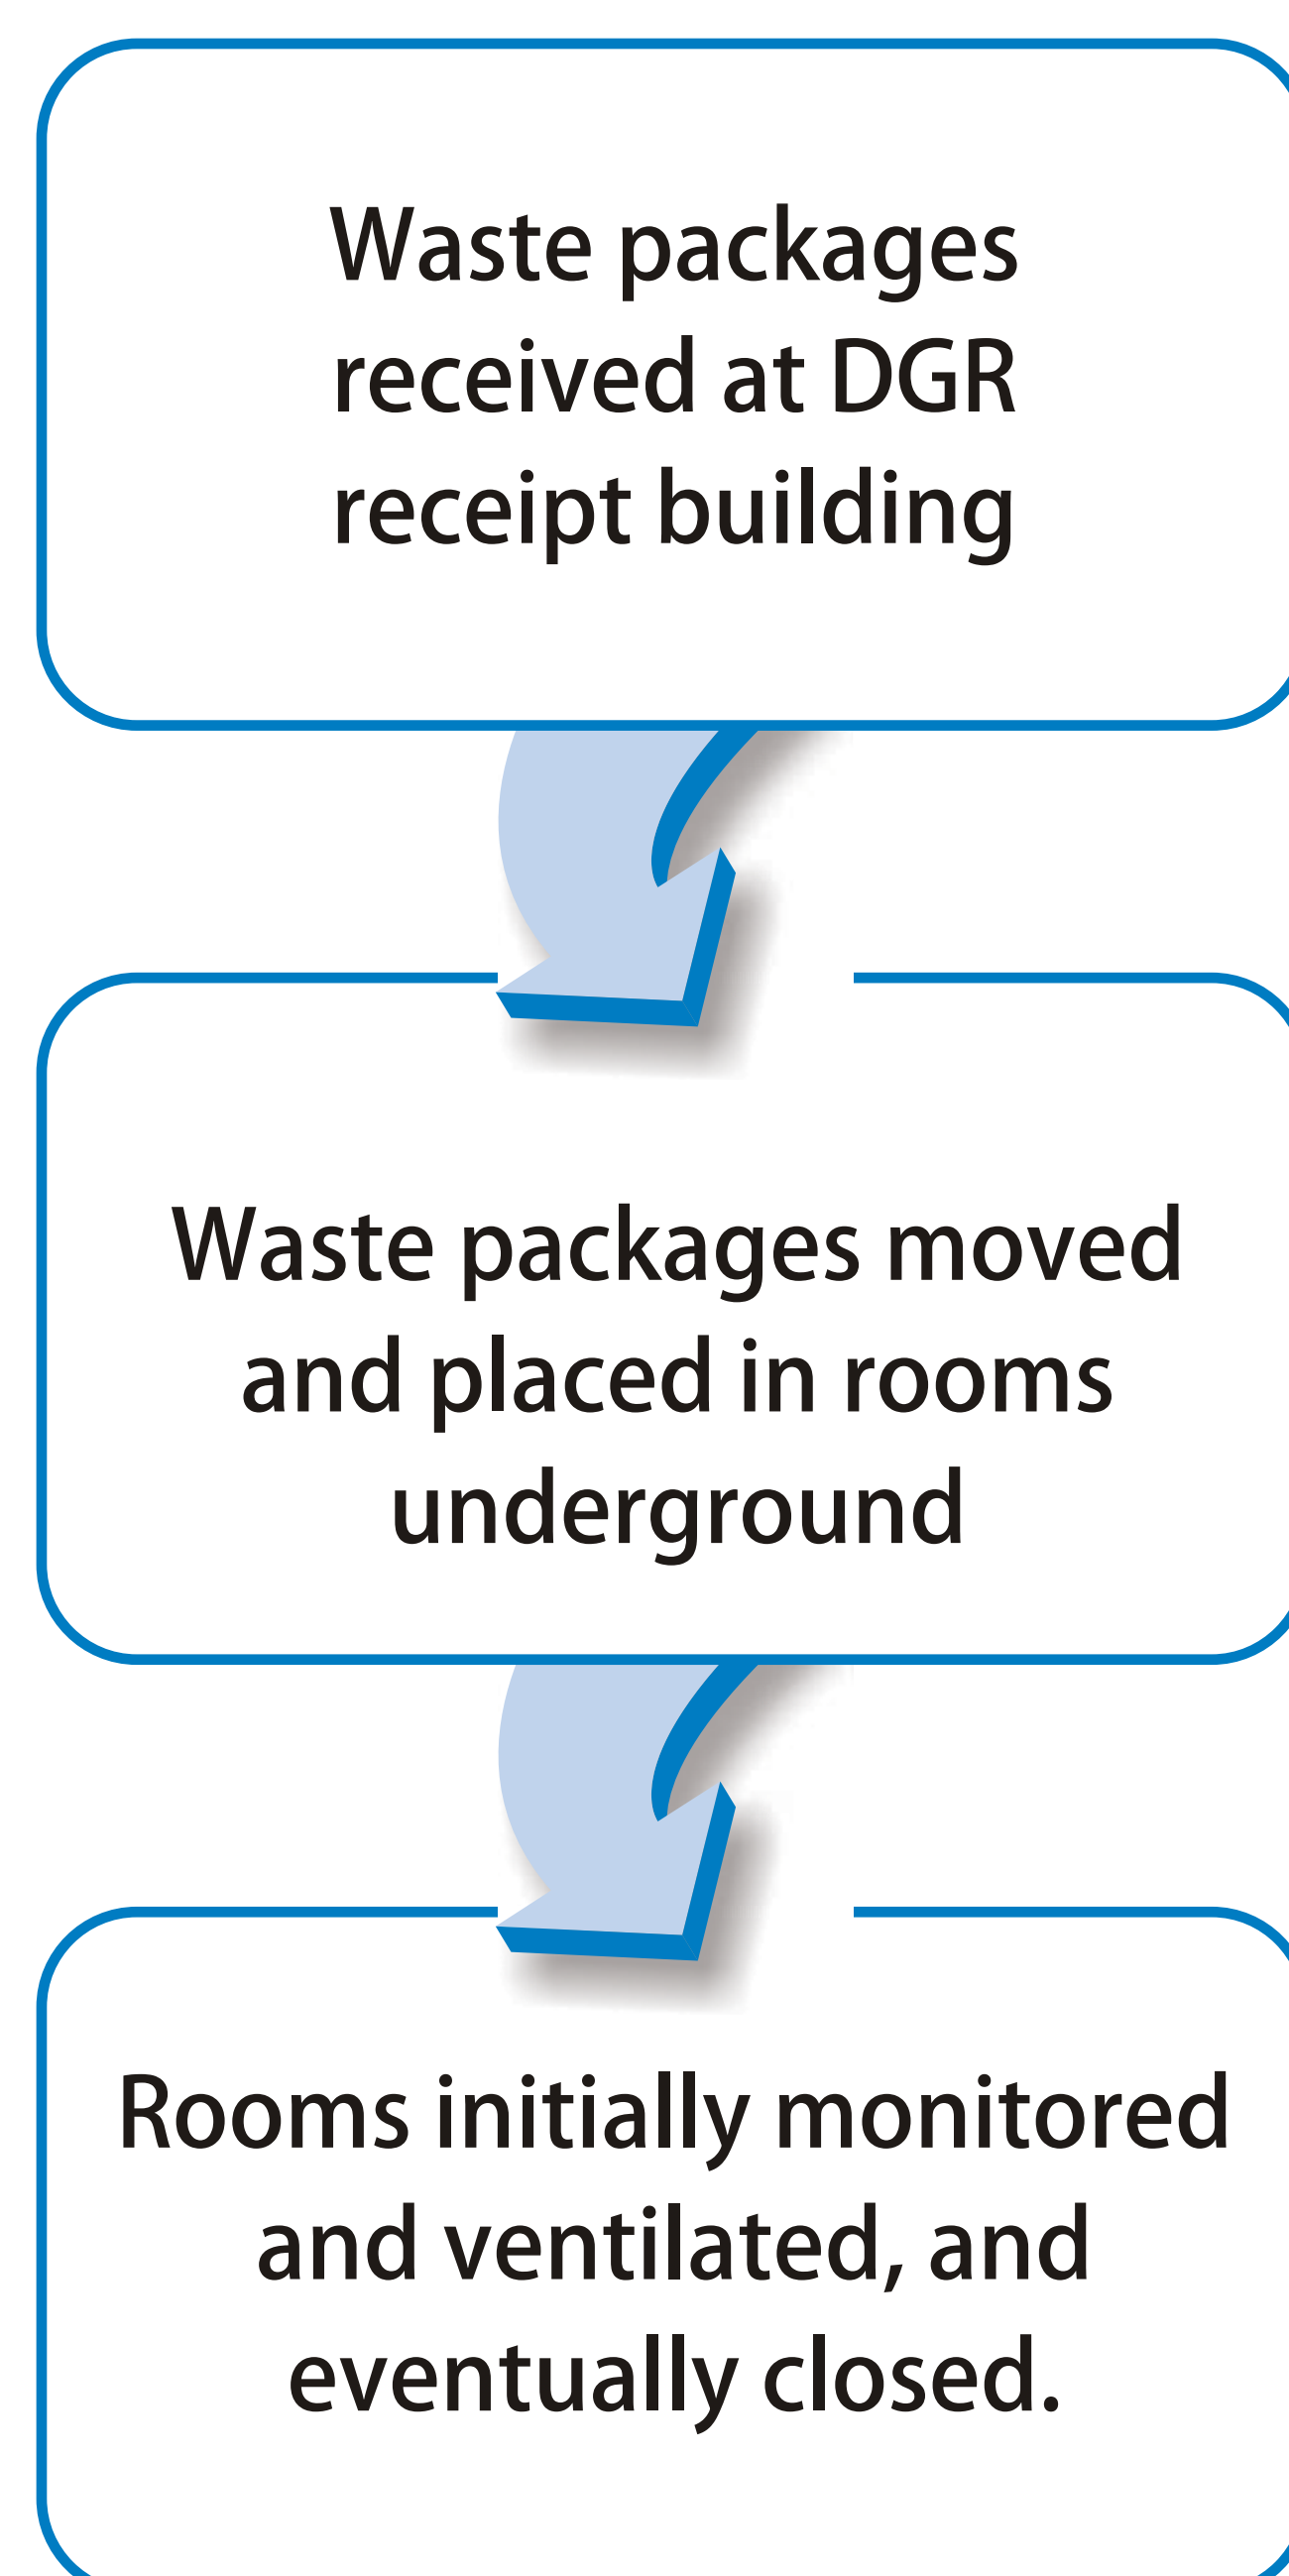 Waste packages
received at DGR
receipt building
Waste packages moved
and placed in rooms
underground
Rooms initially monitored
and ventilated, and
eventually closed.